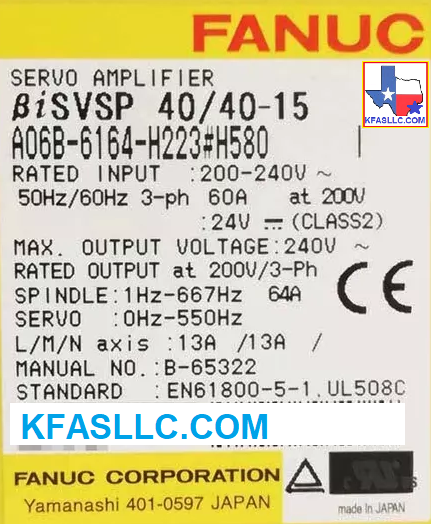 FANUC
SERVO AMPLIFIER
KFASLLC.COM
βiSVSP 40/40-15
A06B-6164-H223#H580
RATED INPUT :200-240V ~
50Hz/60Hz 3-ph 60A at 200V
:24V ⎓ (CLASS2)
MAX. OUTPUT VOLTAGE:240V ~
RATED OUTPUT at 200V/3-Ph
SPINDLE:1Hz-667Hz 64A
SERVO :0Hz-550Hz
CE
L/M/N axis :13A /13A /
MANUAL NO.:B-65322
STANDARD :EN61800-5-1,UL508C
KFASLLC.COM
FANUC CORPORATION
Yamanashi 401-0597 JAPAN
made in JAPAN